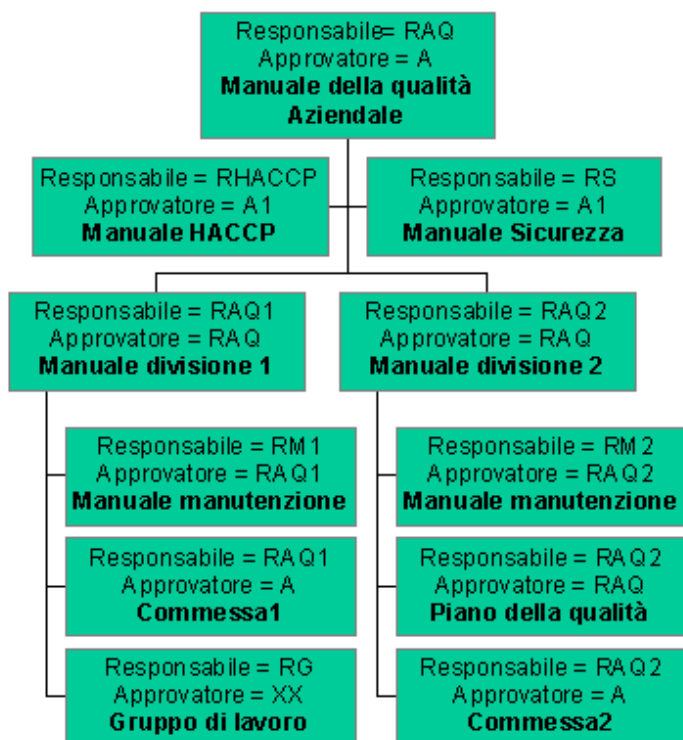 Responsabile= RAQ
Approvatore = A
Manuale della qualità
Aziendale
Responsabile = RHACCP
Approvatore = A1
Manuale HACCP
Responsabile = RS
Approvatore = A1
Manuale Sicurezza
Responsabile = RAQ1
Approvatore = RAQ
Manuale divisione 1
Responsabile = RAQ2
Approvatore = RAQ
Manuale divisione 2
Responsabile = RM1
Approvatore = RAQ1
Manuale manutenzione
Responsabile = RAQ1
Approvatore = A
Commessa1
Responsabile = RG
Approvatore = XX
Gruppo di lavoro
Responsabile = RM2
Approvatore = RAQ2
Manuale manutenzione
Responsabile = RAQ2
Approvatore = RAQ
Piano della qualità
Responsabile = RAQ2
Approvatore = A
Commessa2